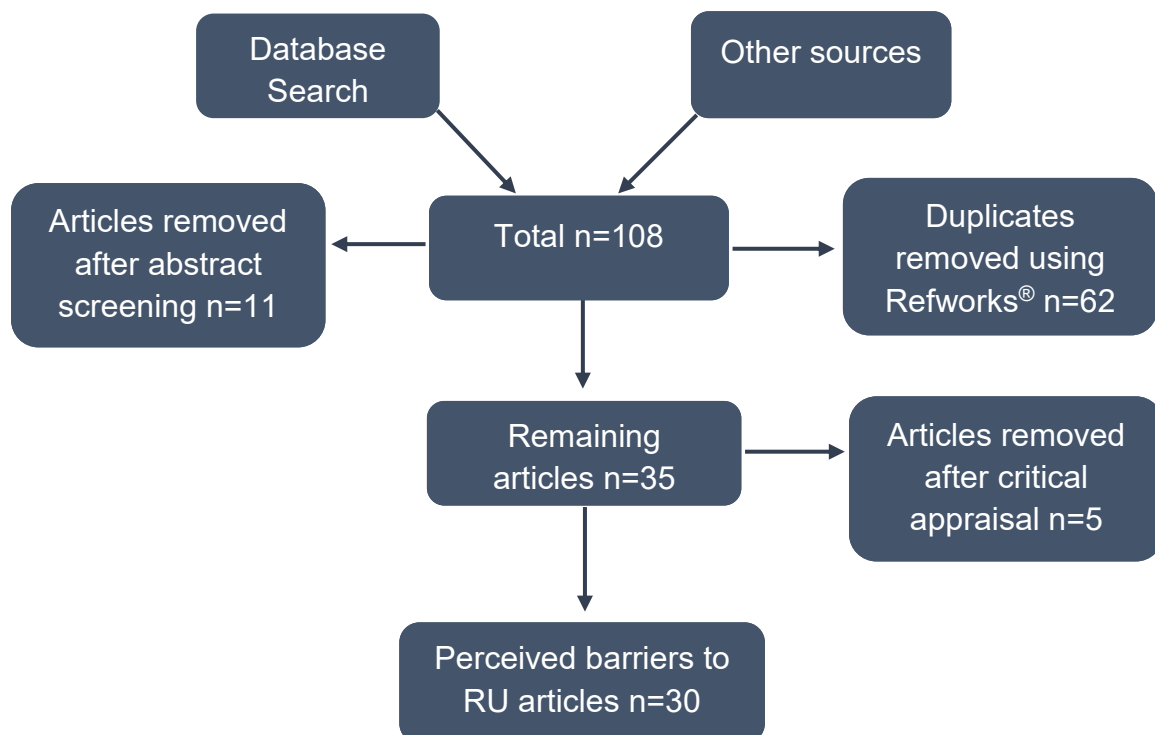 Database
Search
Other sources
Articles removed
after abstract
screening n=11
Total n=108
Duplicates
removed using
Refworks® n=62
Remaining
articles n=35
Articles removed
after critical
appraisal n=5
Perceived barriers to
RU articles n=30